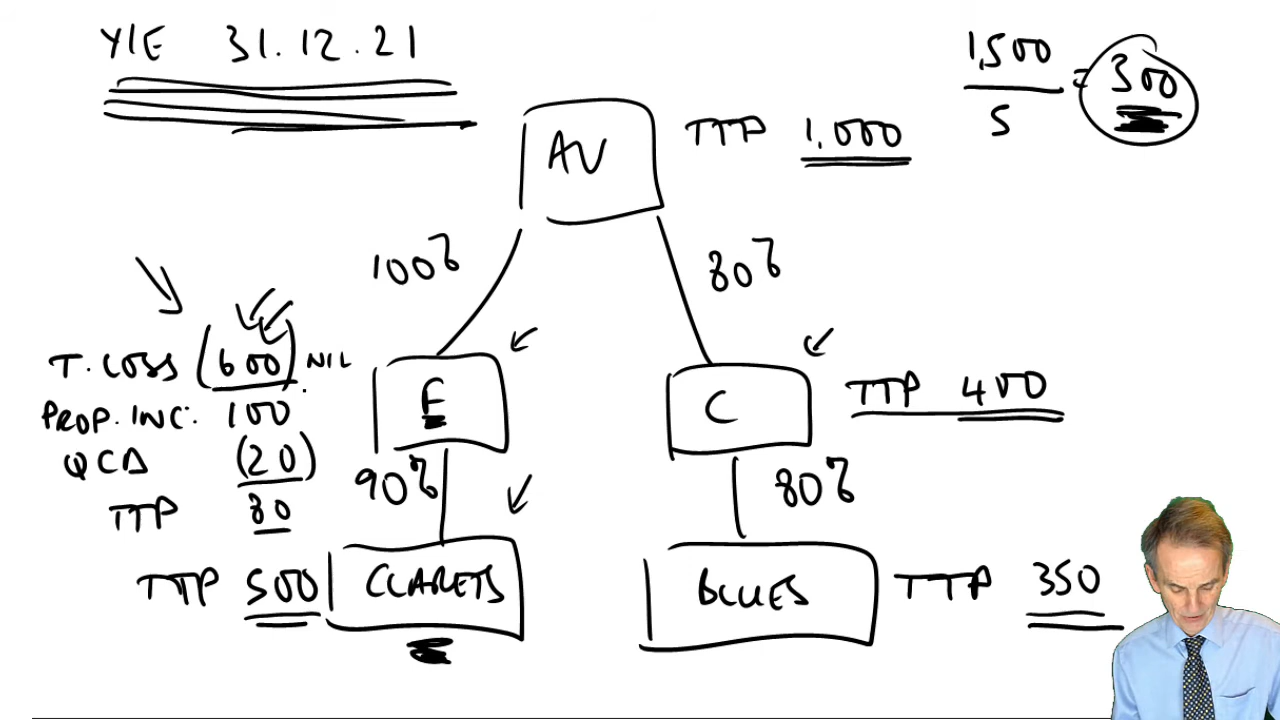 Y/E 31.12.21
1,500
5
= 300
AV
TTP 1,000
100%
80%
T. LOSS (600) NIL
PROP. INC. 100
QCD (20)
TTP 80
E
C
TTP 400
90%
80%
TTP 500
CLARETS
BLUES
TTP 350